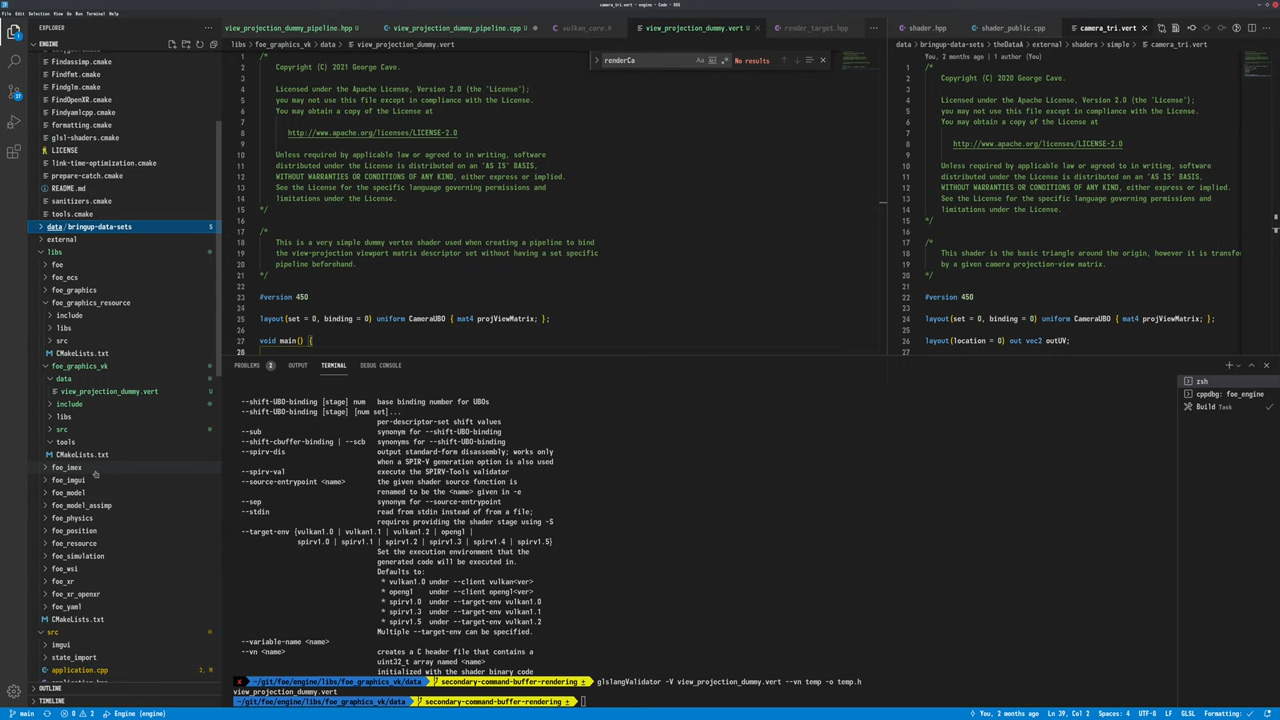 view_projection_dummy.vert - engine - Code - OSS
File Edit Selection View Go Run Terminal Help
EXPLORER
ENGINE
Findassimp.cmake
Findfmt.cmake
Findglm.cmake
FindOpenXR.cmake
Findyamlcpp.cmake
formatting.cmake
glsl-shaders.cmake
LICENSE
link-time-optimization.cmake
prepare-catch.cmake
README.md
sanitizers.cmake
tools.cmake
data/bringup-data-sets S
external
libs
foe
foe_ecs
foe_graphics
foe_graphics_resource
include
libs
src
CMakeLists.txt
foe_graphics_vk
data
view_projection_dummy.vert U
include
libs
src
tools
CMakeLists.txt
foe_imex
foe_imgui
foe_model
foe_model_assimp
foe_physics
foe_position
foe_resource
foe_simulation
foe_wsi
foe_xr
foe_xr_openxr
foe_yaml
CMakeLists.txt
src
imgui
state_import
application.cpp 2, M
OUTLINE
TIMELINE
view_projection_dummy_pipeline.hpp U
view_projection_dummy_pipeline.cpp U
vulkan_core.h
view_projection_dummy.vert U
render_target.hpp
libs > foe_graphics_vk > data > view_projection_dummy.vert
renderCa
Aa
No results
1 /*
2 Copyright (C) 2021 George Cave.
3
4 Licensed under the Apache License, Version 2.0 (the 'License');
5 you may not use this file except in compliance with the License.
6 You may obtain a copy of the License at
7
8 http://www.apache.org/licenses/LICENSE-2.0
9
10 Unless required by applicable law or agreed to in writing, software
11 distributed under the License is distributed on an 'AS IS' BASIS,
12 WITHOUT WARRANTIES OR CONDITIONS OF ANY KIND, either express or implied.
13 See the License for the specific language governing permissions and
14 limitations under the License.
15 */
16
17 /*
18 This is a very simple dummy vertex shader used when creating a pipeline to bind
19 the view-projection viewport matrix descriptor set without having a set specific
20 pipeline beforehand.
21 */
22
23 #version 450
24
25 layout(set = 0, binding = 0) uniform CameraUBO { mat4 projViewMatrix; };
26
27 void main() {
28
shader.hpp
shader_public.cpp
camera_tri.vert
data > bringup-data-sets > theDataA > external > shaders > simple > camera_tri.vert
You, 2 months ago | 1 author (You)
1 /*
2 Copyright (C) 2020 George Cave.
3
4 Licensed under the Apache License, Version 2.0 (the 'License');
5 you may not use this file except in compliance with the License.
6 You may obtain a copy of the License at
7
8 http://www.apache.org/licenses/LICENSE-2.0
9
10 Unless required by applicable law or agreed to in writing, software
11 distributed under the License is distributed on an 'AS IS' BASIS,
12 WITHOUT WARRANTIES OR CONDITIONS OF ANY KIND, either express or implied.
13 See the License for the specific language governing permissions and
14 limitations under the License.
15 */
16
17 /*
18 This shader is the basic triangle around the origin, however it is transfo
19 by a given camera projection-view matrix.
20 */
21
22 #version 450
23
24 layout(set = 0, binding = 0) uniform CameraUBO { mat4 projViewMatrix; };
25
26 layout(location = 0) out vec2 outUV;
27
PROBLEMS 2
OUTPUT
TERMINAL
DEBUG CONSOLE
--shift-UBO-binding [stage] num base binding number for UBOs
--shift-UBO-binding [stage] [num set]...
per-descriptor-set shift values
--sub synonym for --shift-UBO-binding
--shift-cbuffer-binding | --scb synonyms for --shift-UBO-binding
--spirv-dis output standard-form disassembly; works only
when a SPIR-V generation option is also used
--spirv-val execute the SPIRV-Tools validator
--source-entrypoint <name> the given shader source function is
renamed to be the <name> given in -e
--sep synonym for --source-entrypoint
--stdin read from stdin instead of from a file;
requires providing the shader stage using -S
--target-env {vulkan1.0 | vulkan1.1 | vulkan1.2 | opengl |
spirv1.0 | spirv1.1 | spirv1.2 | spirv1.3 | spirv1.4 | spirv1.5}
Set the execution environment that the
generated code will be executed in.
Defaults to:
* vulkan1.0 under --client vulkan<ver>
* opengl under --client opengl<ver>
* spirv1.0 under --target-env vulkan1.0
* spirv1.3 under --target-env vulkan1.1
* spirv1.5 under --target-env vulkan1.2
Multiple --target-env can be specified.
--variable-name <name>
--vn <name> creates a C header file that contains a
uint32_t array named <name>
initialized with the shader binary code
~/git/foe/engine/libs/foe_graphics_vk/data secondary-command-buffer-rendering ± glslangValidator -V view_projection_dummy.vert --vn temp -o temp.h
view_projection_dummy.vert
~/git/foe/engine/libs/foe_graphics_vk/data secondary-command-buffer-rendering ±
zsh
cppdbg: foe_engine
Build Task
master
0 2
Engine (engine)
You, 2 months ago
Ln 39, Col 2
Spaces: 4
UTF-8
LF
GLSL
Formatting: ✓